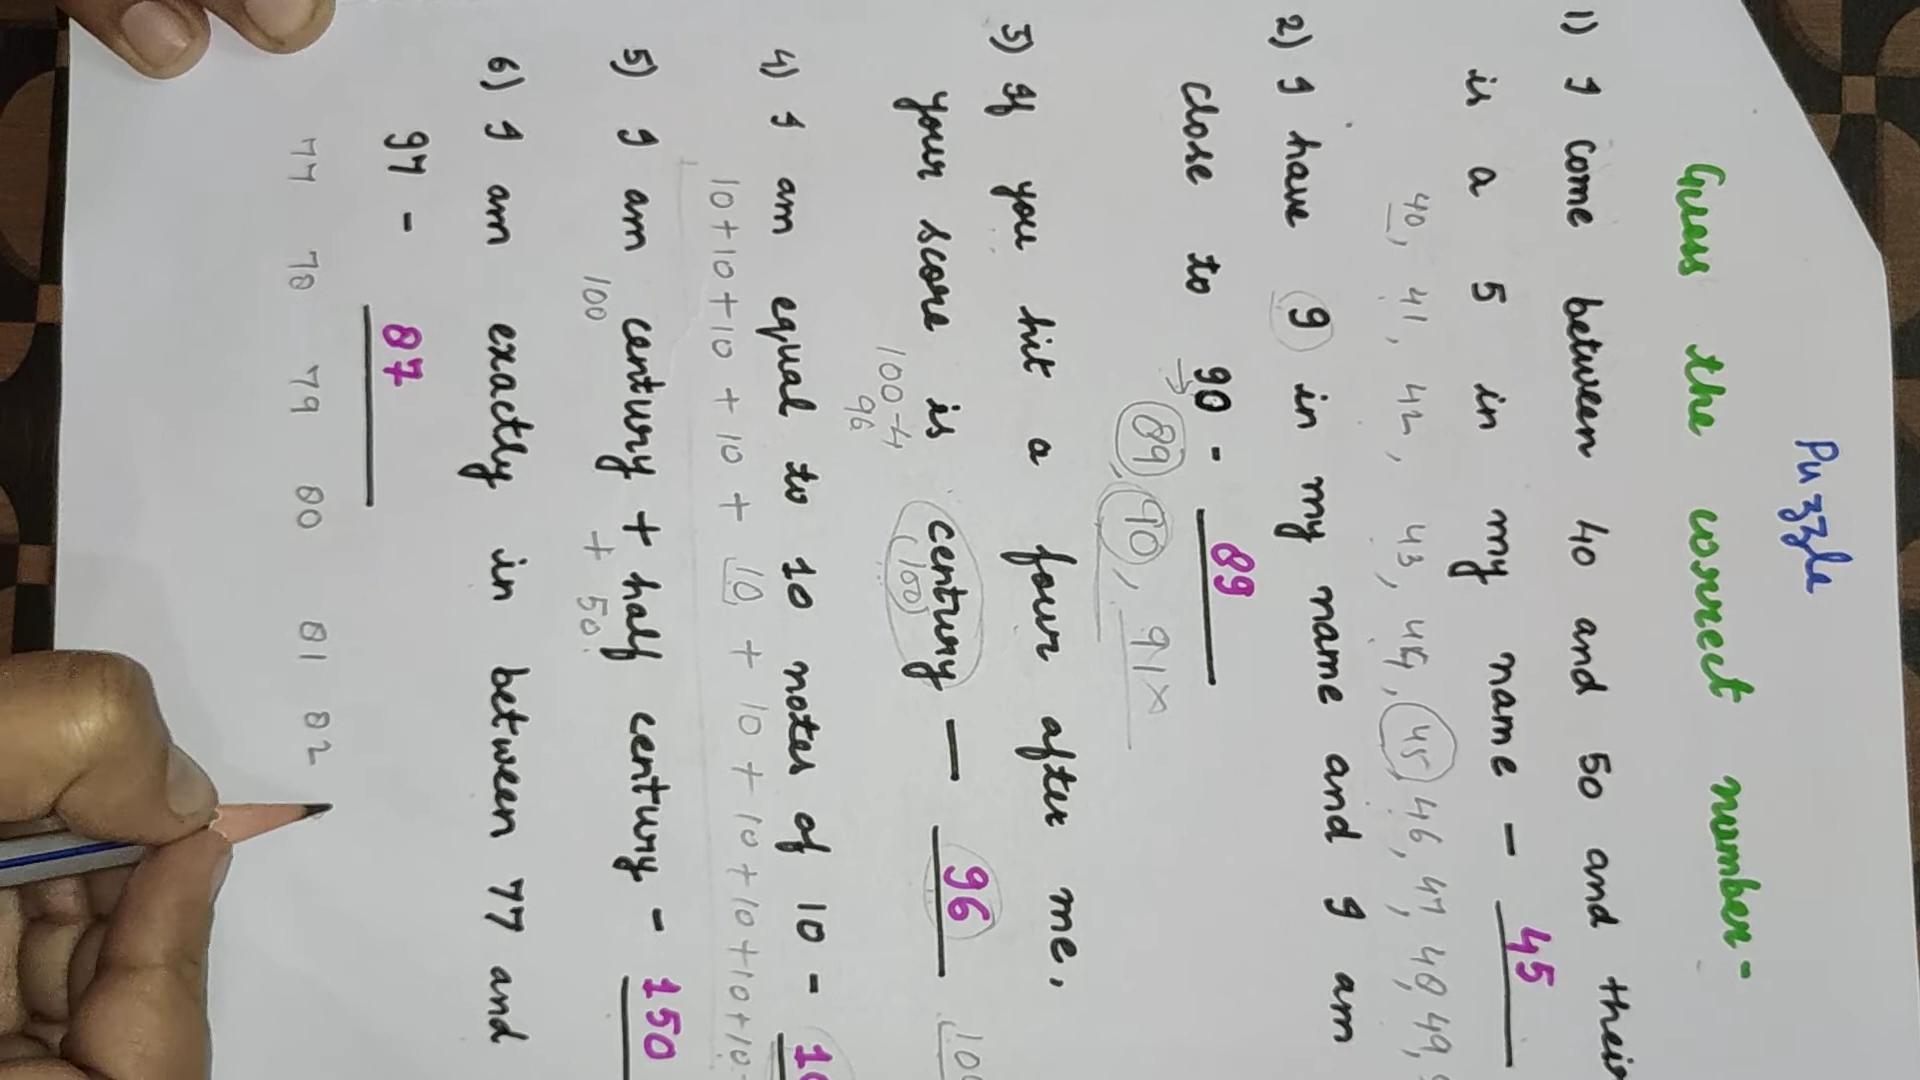 Puzzle
Guess the correct number-
1) I come between 40 and 50 and their
is a 5 in my name - 45
40, 41, 42, 43, 44, 45, 46, 47, 48, 49,
2) I have 9 in my name and I am
close to 90 - 89
89, 90, 91 x
3) If you hit a four after me,
your score is century - 96
100-4 (100)
96
4) I am equal to 10 notes of 10 -
10+10+10+10+10+10+10+10+10+10
5) I am century + half century - 150
100 + 50
6) I am exactly in between 77 and
97 - 87
77 78 79 80 81 82